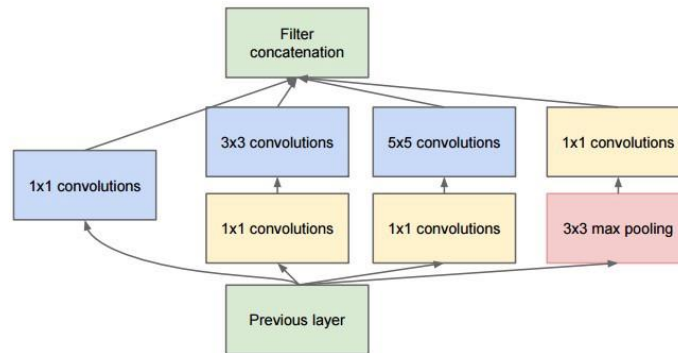 Filter
concatenation
3x3 convolutions
5x5 convolutions
1x1 convolutions
1x1 convolutions
1x1 convolutions
1x1 convolutions
3x3 max pooling
Previous layer